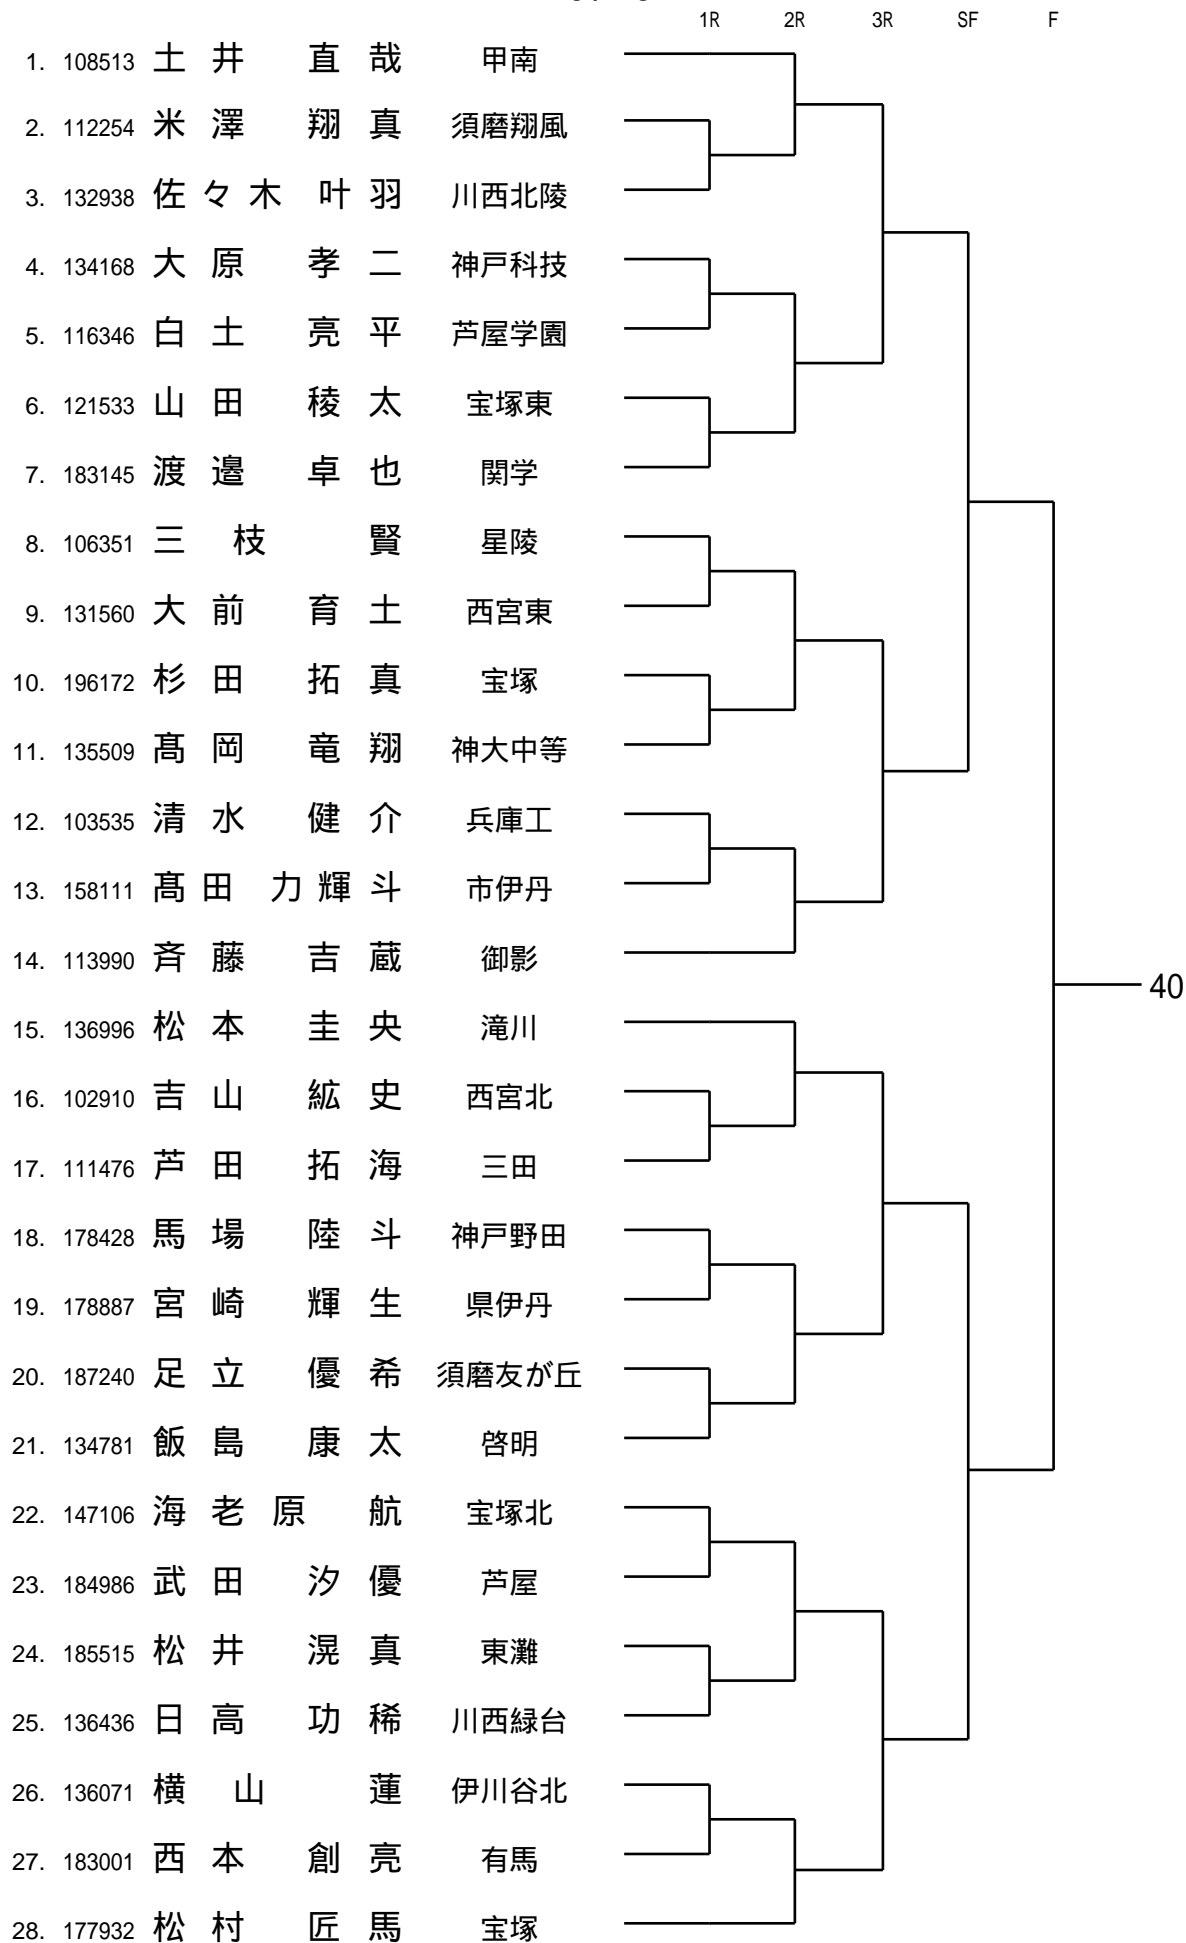 1R 2R 3R SF F
1. 108513 土井 直哉 甲南
2. 112254 米澤 翔真 須磨翔風
3. 132938 佐々木 叶羽 川西北陵
4. 134168 大原 孝二 神戸科技
5. 116346 白土 亮平 芦屋学園
6. 121533 山田 稜太 宝塚東
7. 183145 渡邉 卓也 関学
8. 106351 三枝 賢 星陵
9. 131560 大前 育土 西宮東
10. 196172 杉田 拓真 宝塚
11. 135509 髙岡 竜翔 神大中等
12. 103535 清水 健介 兵庫工
13. 158111 髙田 力輝斗 市伊丹
14. 113990 斉藤 吉蔵 御影
40
15. 136996 松本 圭央 滝川
16. 102910 吉山 紘史 西宮北
17. 111476 芦田 拓海 三田
18. 178428 馬場 陸斗 神戸野田
19. 178887 宮崎 輝生 県伊丹
20. 187240 足立 優希 須磨友が丘
21. 134781 飯島 康太 啓明
22. 147106 海老原 航 宝塚北
23. 184986 武田 汐優 芦屋
24. 185515 松井 滉真 東灘
25. 136436 日高 功稀 川西緑台
26. 136071 横山 蓮 伊川谷北
27. 183001 西本 創亮 有馬
28. 177932 松村 匠馬 宝塚